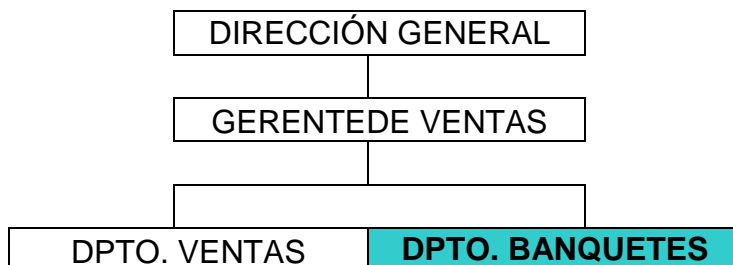 DIRECCIÓN GENERAL
GERENTEDE VENTAS
DPTO. VENTAS DPTO. BANQUETES